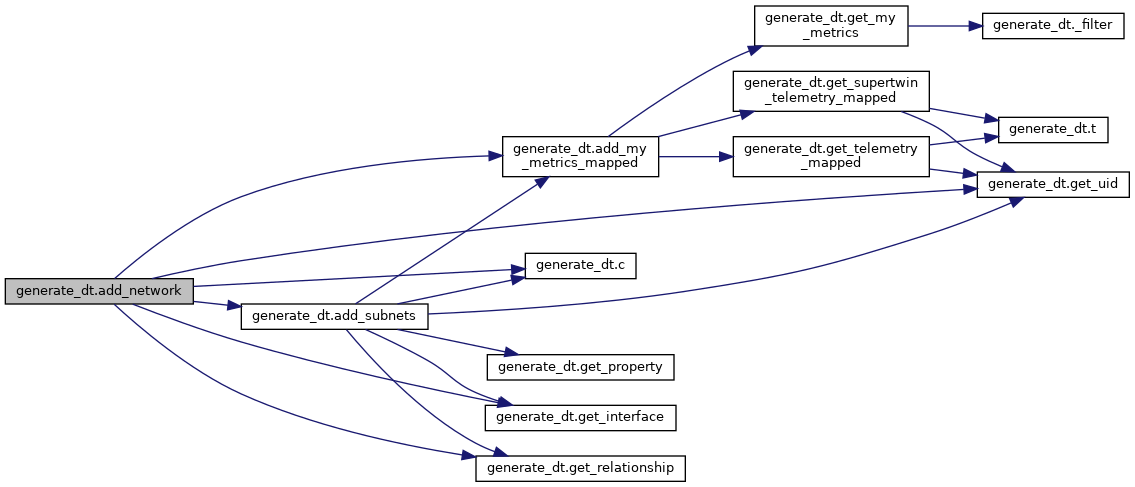 generate_dt.get_my
_metrics
generate_dt._filter
generate_dt.get_supertwin
_telemetry_mapped
generate_dt.t
generate_dt.add_my
_metrics_mapped
generate_dt.get_telemetry
_mapped
generate_dt.get_uid
generate_dt.c
generate_dt.add_network
generate_dt.add_subnets
generate_dt.get_property
generate_dt.get_interface
generate_dt.get_relationship